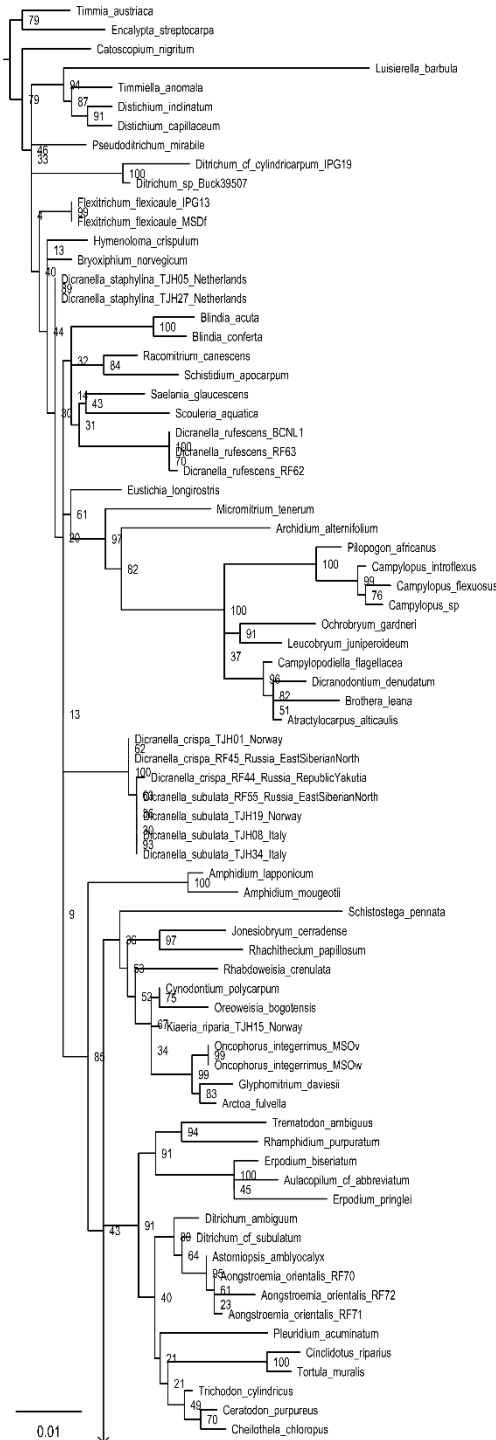 Timmia_austriaca
79
Encalypta_streptocarpa
Catoscopium_nigritum
Luisierella_barbula
94
Timmiella_anomala
79
87
Distichium_inclinatum
91
Distichium_capillaceum
Pseudoditrichum_mirabile
46
33
Ditrichum_cf_cylindricarpum_IPG19
100
Ditrichum_sp_Buck39507
Flexitrichum_flexicaule_IPG13
4
99
Flexitrichum_flexicaule_MSDf
Hymenoloma_crispulum
13
Bryoxiphium_norvegicum
40
Dicranella_staphylina_TJH05_Netherlands
89
Dicranella_staphylina_TJH27_Netherlands
Blindia_acuta
44
100
Blindia_conferta
Racomitrium_canescens
32
84
Schistidium_apocarpum
14
Saelania_glaucescens
43
30
Scouleria_aquatica
31
Dicranella_rufescens_BCNL1
100
Dicranella_rufescens_RF63
70
Dicranella_rufescens_RF62
Eustichia_longirostris
61
Micromitrium_tenerum
Archidium_alternifolium
20
97
Pilopogon_africanus
82
100
Campylopus_introflexus
99
Campylopus_flexuosus
76
Campylopus_sp
100
Ochrobryum_gardneri
91
Leucobryum_juniperoideum
37
Campylopodiella_flagellacea
96
Dicranodontium_denudatum
82
Brothera_leana
51
13
Atractylocarpus_alticaulis
Dicranella_crispa_TJH01_Norway
62
Dicranella_crispa_RF45_Russia_EastSiberianNorth
100
Dicranella_crispa_RF44_Russia_RepublicYakutia
Dicranella_subulata_RF55_Russia_EastSiberianNorth
Dicranella_subulata_TJH19_Norway
Dicranella_subulata_TJH08_Italy
93
Dicranella_subulata_TJH34_Italy
Amphidium_lapponicum
100
Amphidium_mougeotii
9
Schistostega_pennata
Jonesiobryum_cerradense
36
97
Rhachithecium_papillosum
53
Rhabdoweisia_crenulata
Cynodontium_polycarpum
52
75
Oreoweisia_bogotensis
67
Kiaeria_riparia_TJH15_Norway
Oncophorus_integerrimus_MSOv
85
34
99
Oncophorus_integerrimus_MSOw
99
Glyphomitrium_daviesii
83
Arctoa_fulvella
Trematodon_ambiguus
94
Rhamphidium_purpuratum
91
Erpodium_biseriatum
100
Aulacopilum_cf_abbreviatum
45
Erpodium_pringlei
Ditrichum_ambiguum
43
91
Ditrichum_cf_subulatum
64
Astomiopsis_amblyocalyx
95
Aongstroemia_orientalis_RF70
61
Aongstroemia_orientalis_RF72
40
23
Aongstroemia_orientalis_RF71
Pleuridium_acuminatum
21
Cinclidotus_riparius
100
Tortula_muralis
21
Trichodon_cylindricus
49
Ceratodon_purpureus
70
Cheilothela_chloropus
0.01